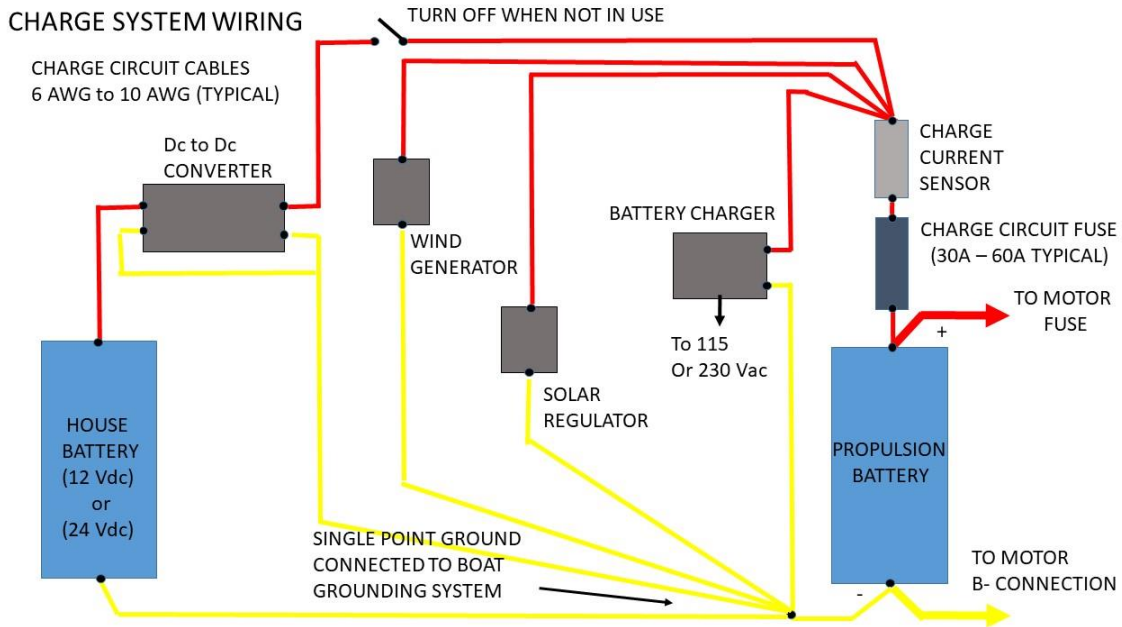 CHARGE SYSTEM WIRING
TURN OFF WHEN NOT IN USE
CHARGE CIRCUIT CABLES
6 AWG to 10 AWG (TYPICAL)
Dc to Dc
CONVERTER
CHARGE
CURRENT
SENSOR
BATTERY CHARGER
WIND
GENERATOR
CHARGE CIRCUIT FUSE
(30A – 60A TYPICAL)
TO MOTOR
FUSE
+
To 115
Or 230 Vac
SOLAR
REGULATOR
HOUSE
BATTERY
(12 Vdc)
or
(24 Vdc)
PROPULSION
BATTERY
SINGLE POINT GROUND
CONNECTED TO BOAT
GROUNDING SYSTEM
TO MOTOR
B- CONNECTION
-